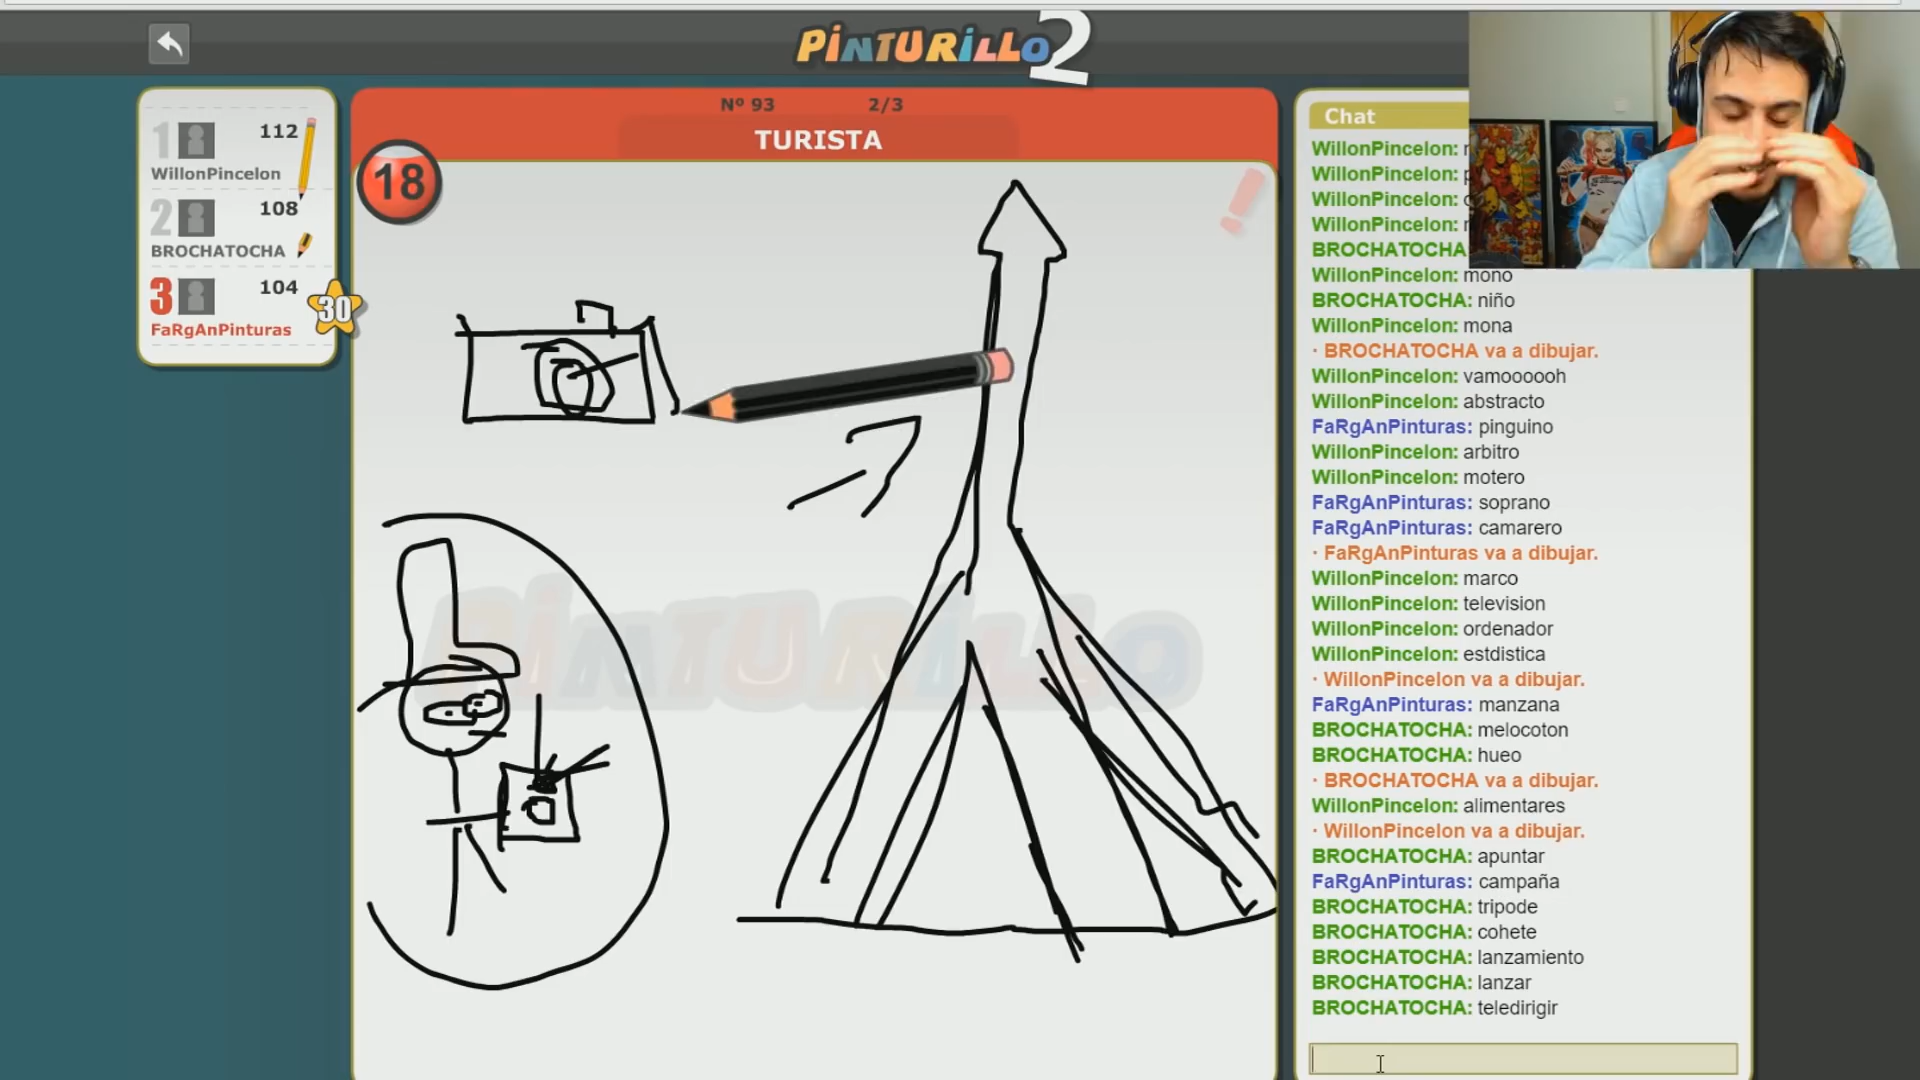 PiNTURiLLO 2
Nº 93 2/3
TURISTA
18
1 112
WillonPincelon
2 108
BROCHATOCHA
3 104 30
FaRgAnPinturas
PiNTURiLLO
Chat
WillonPincelon:
WillonPincelon:
WillonPincelon:
WillonPincelon:
BROCHATOCHA
WillonPincelon: mono
BROCHATOCHA: niño
WillonPincelon: mona
· BROCHATOCHA va a dibujar.
WillonPincelon: vamoooooh
WillonPincelon: abstracto
FaRgAnPinturas: pinguino
WillonPincelon: arbitro
WillonPincelon: motero
FaRgAnPinturas: soprano
FaRgAnPinturas: camarero
· FaRgAnPinturas va a dibujar.
WillonPincelon: marco
WillonPincelon: television
WillonPincelon: ordenador
WillonPincelon: estdistica
· WillonPincelon va a dibujar.
FaRgAnPinturas: manzana
BROCHATOCHA: melocoton
BROCHATOCHA: hueo
· BROCHATOCHA va a dibujar.
WillonPincelon: alimentares
· WillonPincelon va a dibujar.
BROCHATOCHA: apuntar
FaRgAnPinturas: campaña
BROCHATOCHA: tripode
BROCHATOCHA: cohete
BROCHATOCHA: lanzamiento
BROCHATOCHA: lanzar
BROCHATOCHA: teledirigir